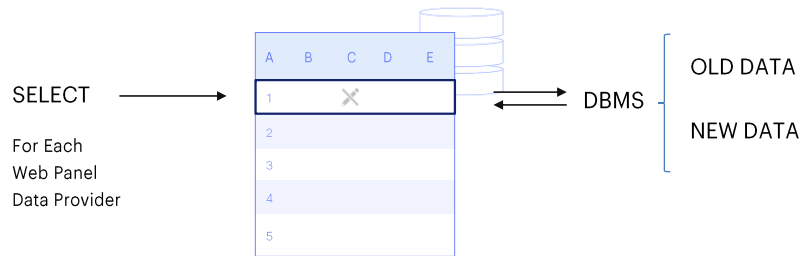 SELECT
For Each
Web Panel
Data Provider
A B C D E
1
2
3
4
5
DBMS
OLD DATA
NEW DATA